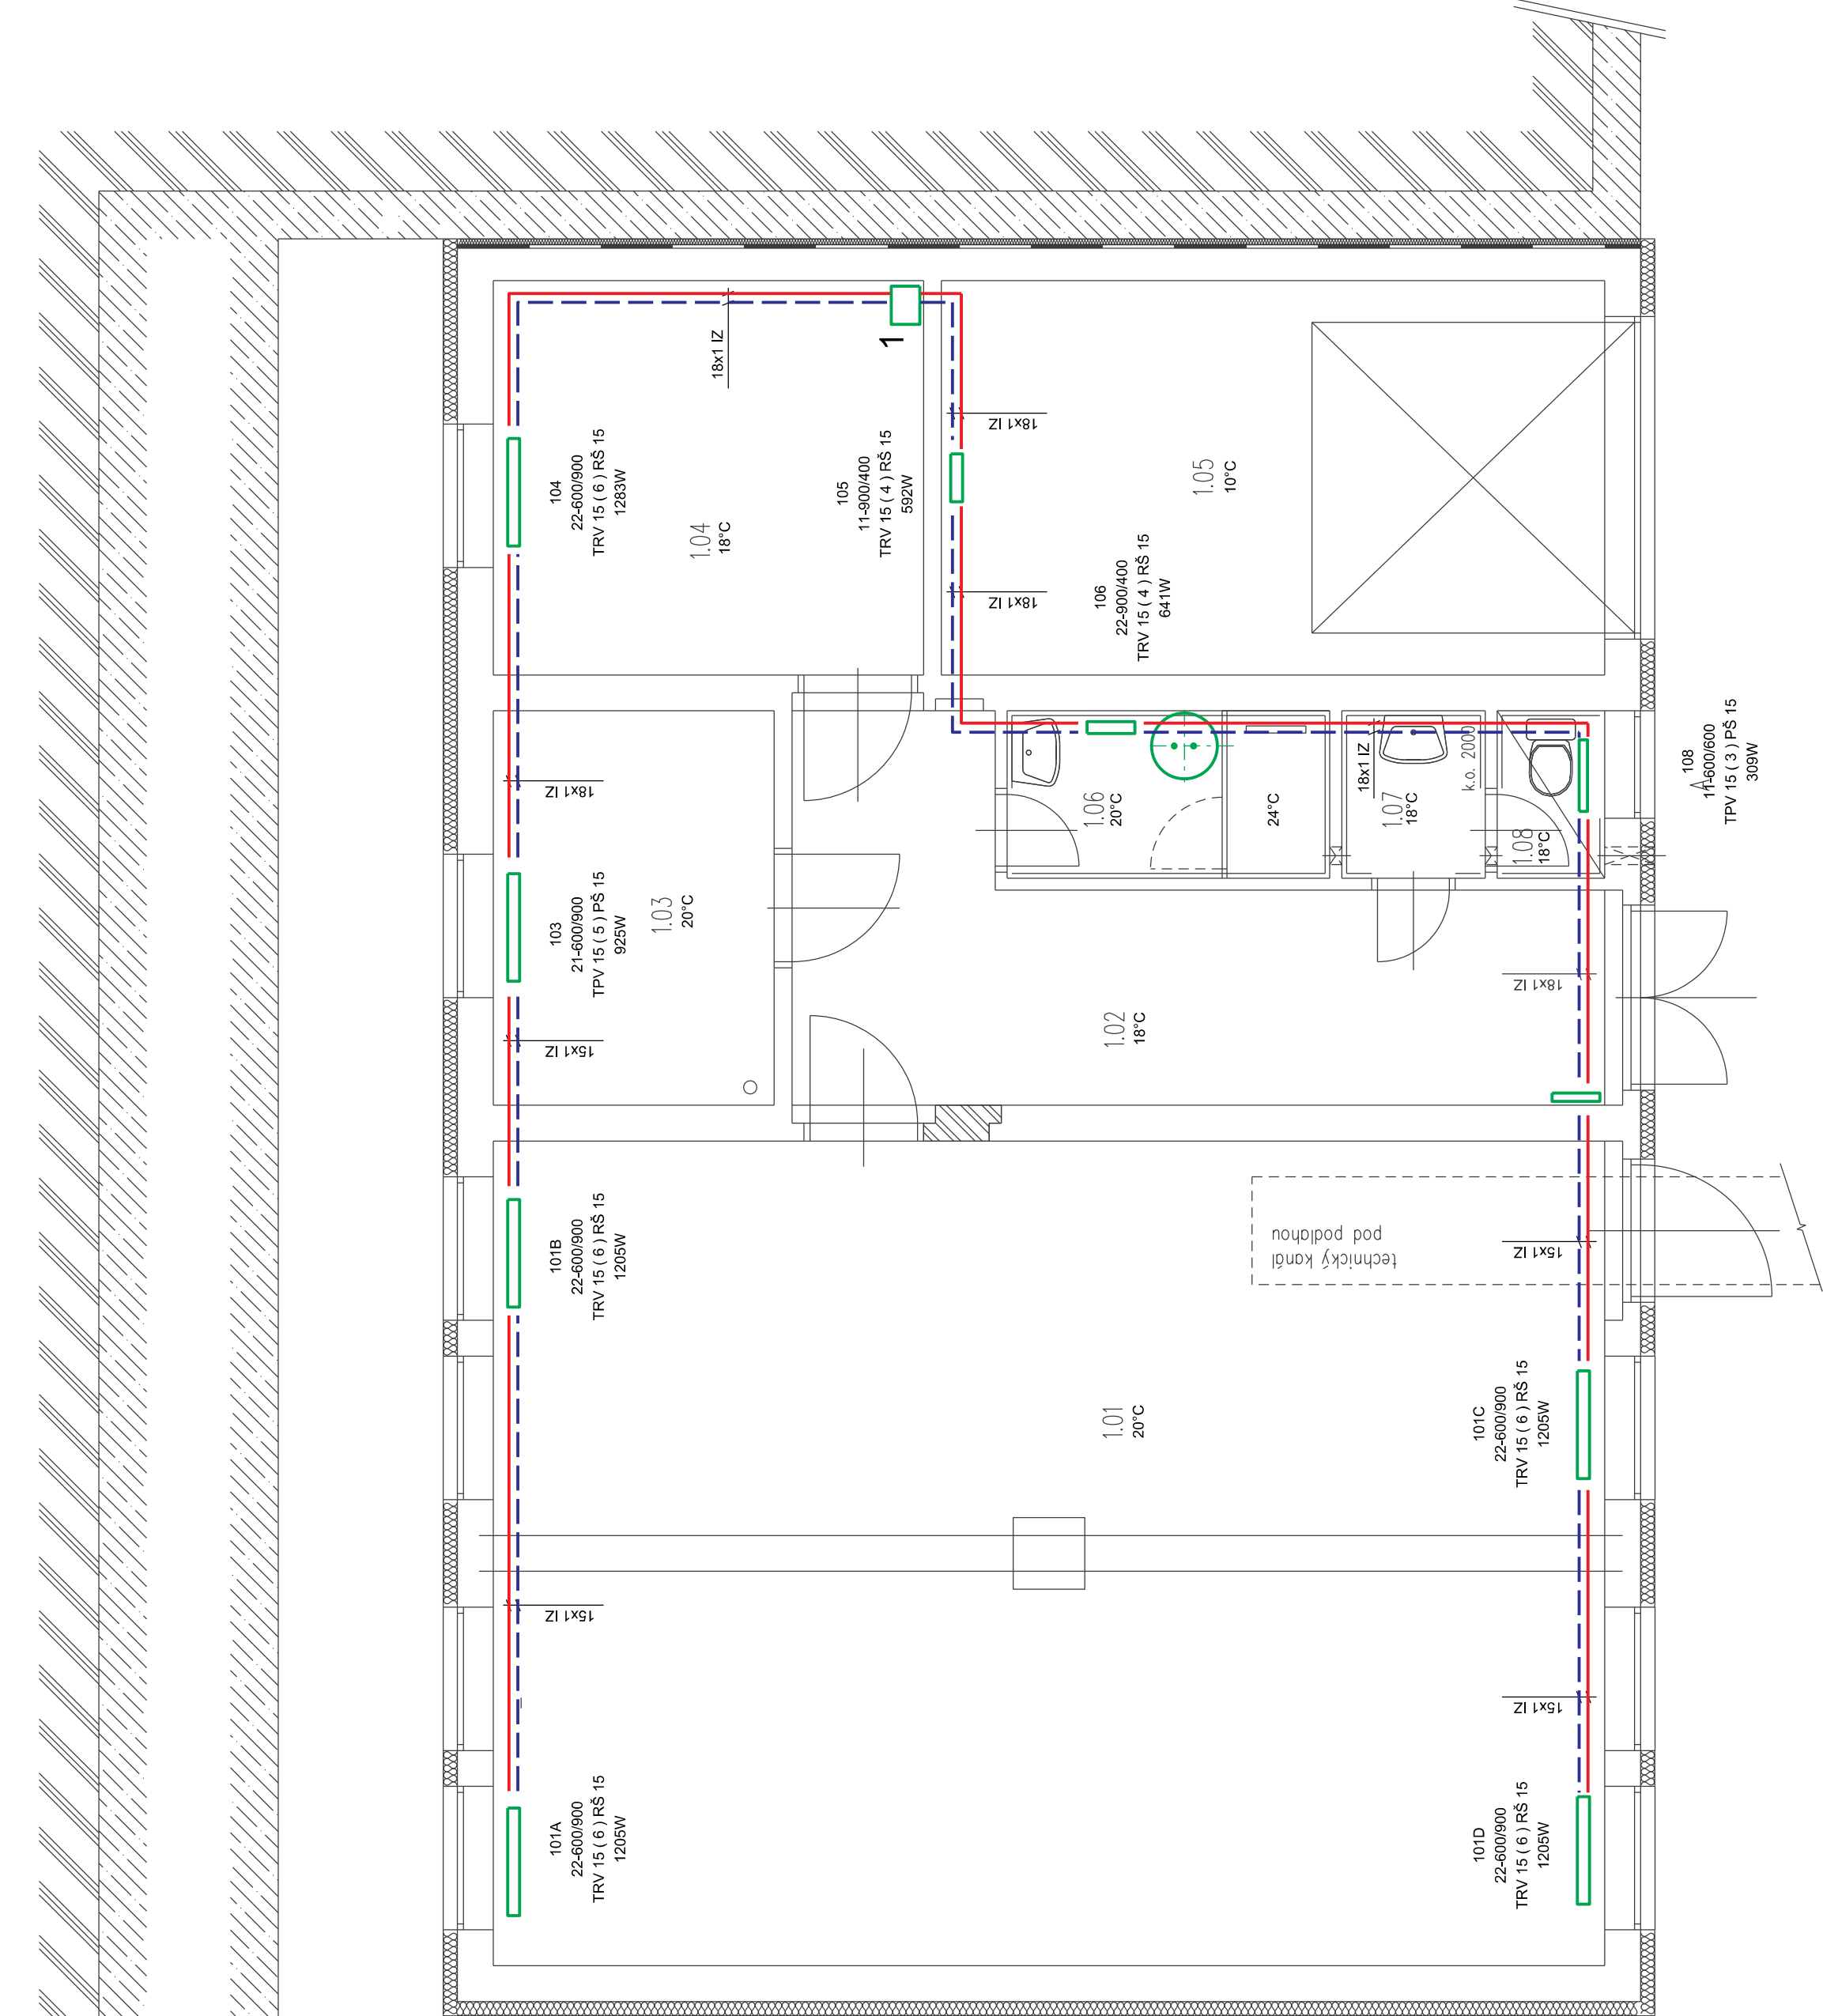 18x1 IZ
1
104
22-600/900
TRV 15 ( 6 ) RŠ 15
1283W
1.04
18°C
105
11-900/400
TRV 15 ( 4 ) RŠ 15
592W
18x1 IZ
1.05
10°C
18x1 IZ
106
22-900/400
TRV 15 ( 4 ) RŠ 15
641W
18x1 IZ
103
21-600/900
TPV 15 ( 5 ) PŠ 15
925W
1.03
20°C
1.06
20°C
24°C
18x1 IZ
1.07
18°C
k.o. 2000
1.08
18°C
108
11-600/600
TPV 15 ( 3 ) PŠ 15
309W
15x1 IZ
1.02
18°C
18x1 IZ
101B
22-600/900
TRV 15 ( 6 ) RŠ 15
1205W
technický kanál
pod podlahou
15x1 IZ
1.01
20°C
101C
22-600/900
TRV 15 ( 6 ) RŠ 15
1205W
15x1 IZ
15x1 IZ
101A
22-600/900
TRV 15 ( 6 ) RŠ 15
1205W
101D
22-600/900
TRV 15 ( 6 ) RŠ 15
1205W